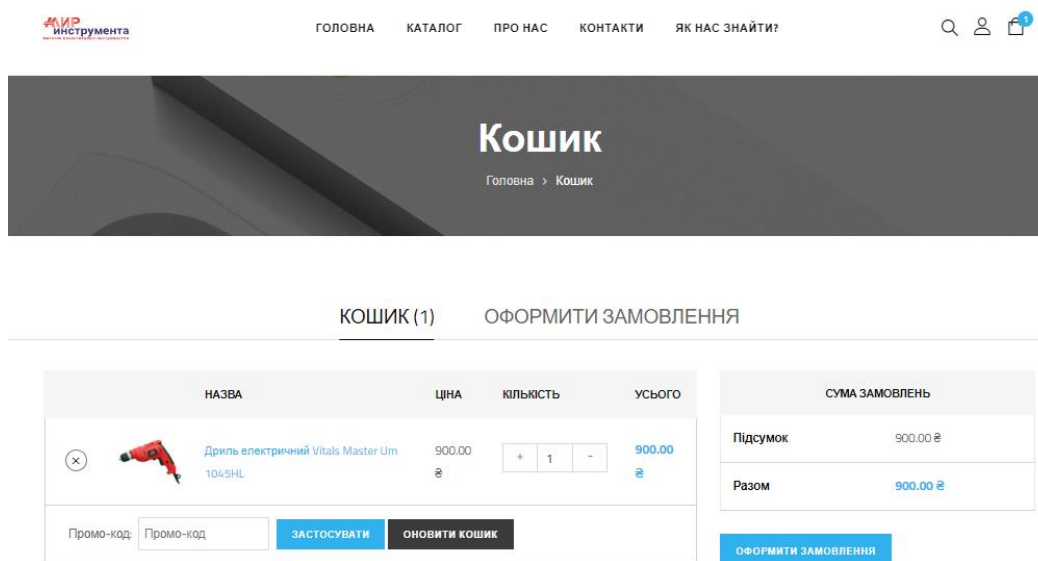 МИР
инструмента
ГОЛОВНА КАТАЛОГ ПРО НАС КОНТАКТИ ЯК НАС ЗНАЙТИ?
1
Кошик
Головна > Кошик
КОШИК (1) ОФОРМИТИ ЗАМОВЛЕННЯ
НАЗВА ЦІНА КІЛЬКІСТЬ УСЬОГО
Дриль електричний Vitals Master Um
1045HL
900.00
₴
+ 1 -
900.00
₴
Промо-код: Промо-код ЗАСТОСУВАТИ ОНОВИТИ КОШИК
СУМА ЗАМОВЛЕНЬ
Підсумок 900.00 ₴
Разом 900.00 ₴
ОФОРМИТИ ЗАМОВЛЕННЯ